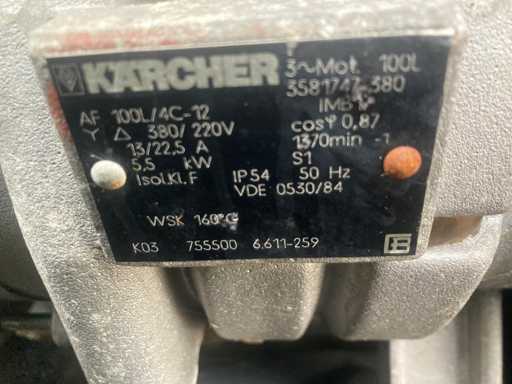 KÄRCHER
3~Mot. 100L
3581747-380
AF 100L/4C-12
IMB
Y Δ 380/220V
cosφ 0,87
13/22,5 A
1370min -1
5,5 kW
S1
Isol.Kl.F IP54 50 Hz
VDE 0530/84
WSK 160°C
K03 755500 6.611-259